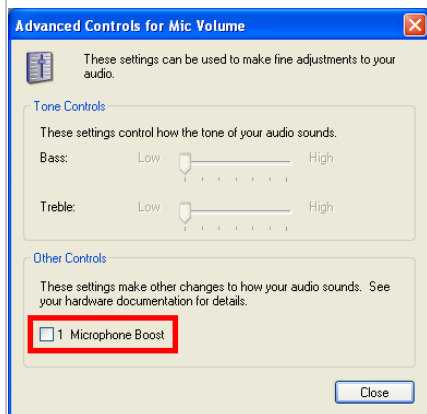 Advanced Controls for Mic Volume
These settings can be used to make fine adjustments to your
audio.
Tone Controls
These settings control how the tone of your audio sounds.
Bass: Low High
Treble: Low High
Other Controls
These settings make other changes to how your audio sounds. See
your hardware documentation for details.
1 Microphone Boost
Close